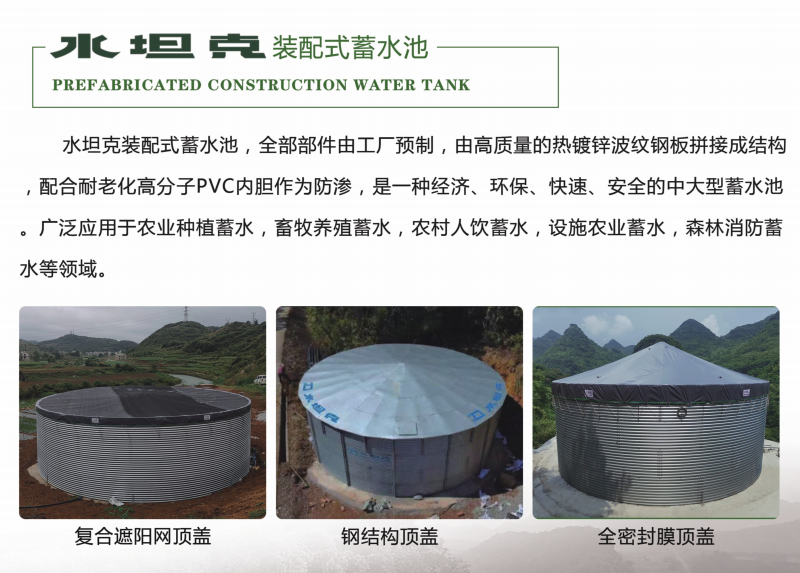 水坦克装配式蓄水池
PREFABRICATED CONSTRUCTION WATER TANK
水坦克装配式蓄水池，全部部件由工厂预制，由高质量的热镀锌波纹钢板拼接成结构
，配合耐老化高分子PVC内胆作为防渗，是一种经济、环保、快速、安全的中大型蓄水池
。广泛应用于农业种植蓄水，畜牧养殖蓄水，农村人饮蓄水，设施农业蓄水，森林消防蓄
水等领域。
水坦克
水坦克
复合遮阳网顶盖
钢结构顶盖
全密封膜顶盖